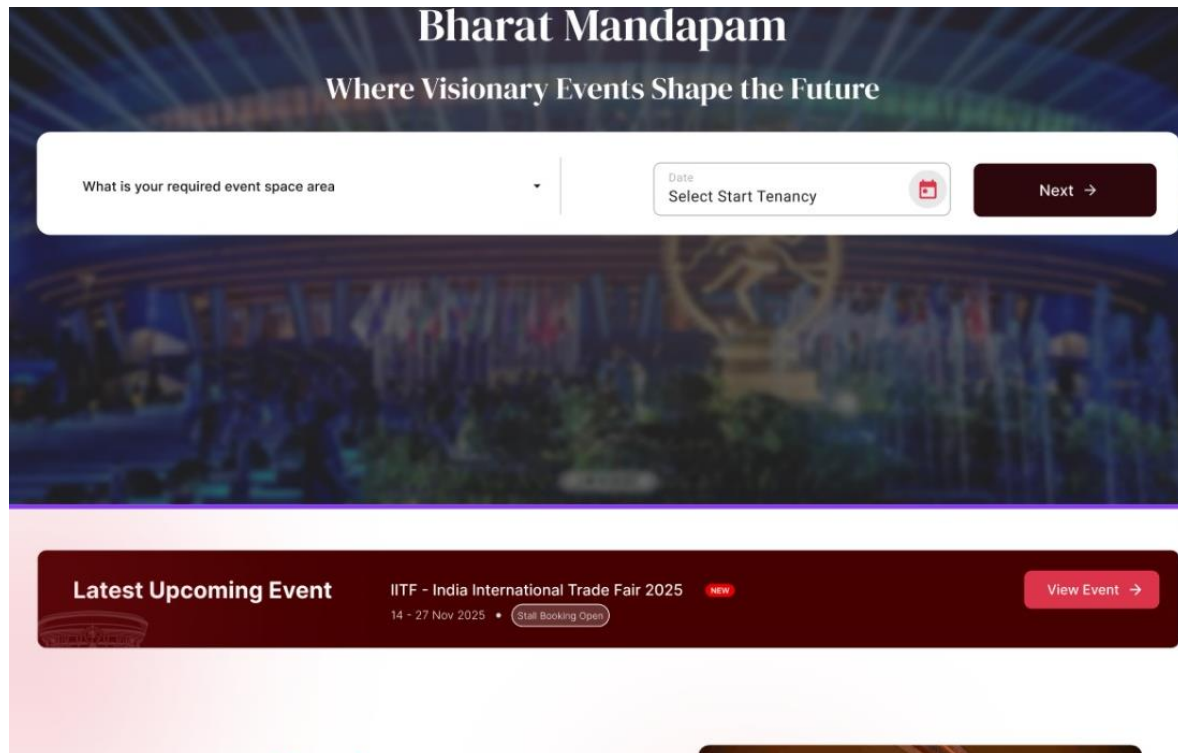 Bharat Mandapam
Where Visionary Events Shape the Future
What is your required event space area
Date
Select Start Tenancy
Next →
Latest Upcoming Event
IITF - India International Trade Fair 2025 NEW
14 - 27 Nov 2025 • Stall Booking Open
View Event →